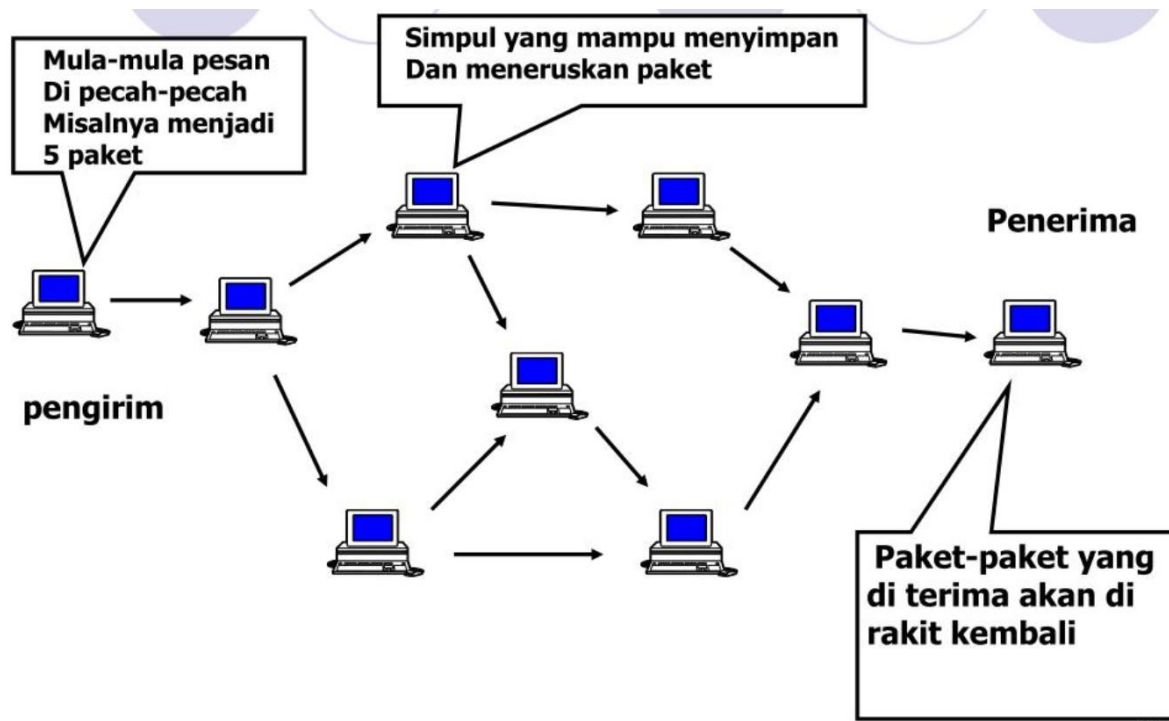 Mula-mula pesan
Di pecah-pecah
Misalnya menjadi
5 paket
Simpul yang mampu menyimpan
Dan meneruskan paket
Penerima
pengirim
Paket-paket yang
di terima akan di
rakit kembali